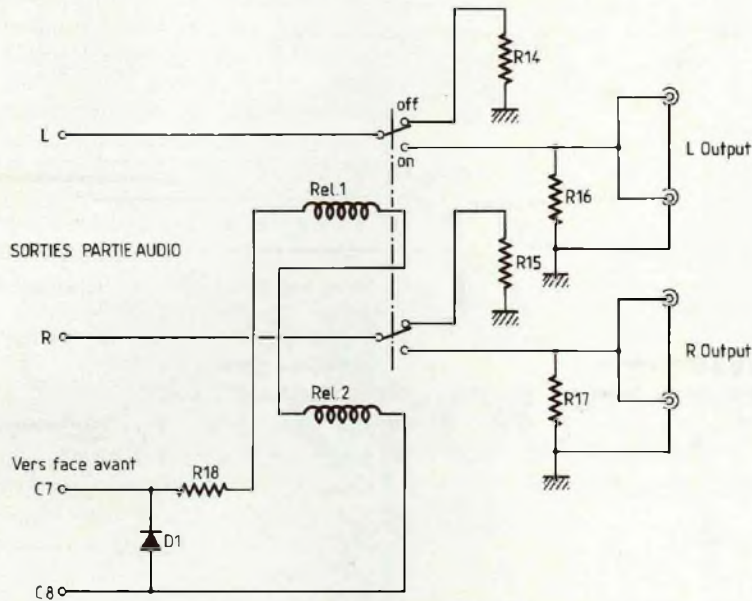 R14
off
L
on
L Output
R16
Rel.1
SORTIES PARTIE AUDIO
R15
R
R Output
R17
Rel.2
Vers face avant
C7
R18
D1
C8